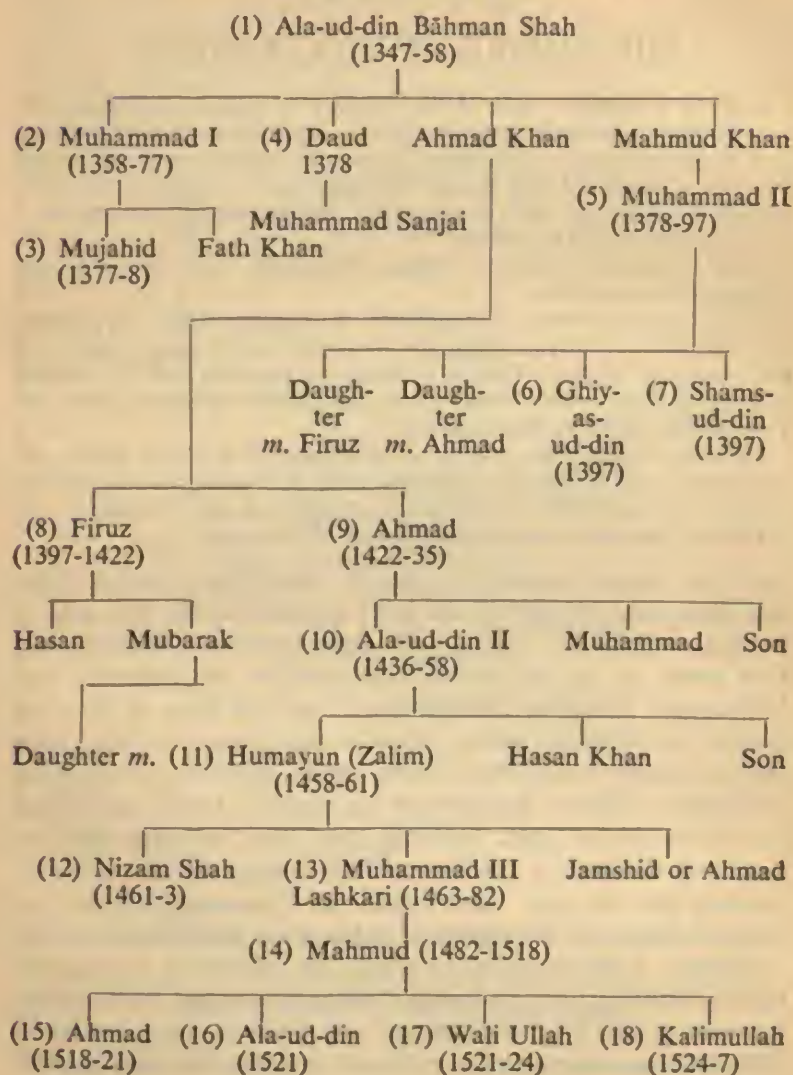 (1) Ala-ud-din Bāhman Shah
(1347-58)
(2) Muhammad I (4) Daud Ahmad Khan Mahmud Khan
(1358-77) 1378
(5) Muhammad II
Muhammad Sanjai (1378-97)
(3) Mujahid Fath Khan
(1377-8)
Daugh- Daugh- (6) Ghiy- (7) Shams-
ter ter as- ud-din
m. Firuz m. Ahmad ud-din (1397)
(1397)
(8) Firuz (9) Ahmad
(1397-1422) (1422-35)
Hasan Mubarak (10) Ala-ud-din II Muhammad Son
(1436-58)
Daughter m. (11) Humayun (Zalim) Hasan Khan Son
(1458-61)
(12) Nizam Shah (13) Muhammad III Jamshid or Ahmad
(1461-3) Lashkari (1463-82)
(14) Mahmud (1482-1518)
(15) Ahmad (16) Ala-ud-din (17) Wali Ullah (18) Kalimullah
(1518-21) (1521) (1521-24) (1524-7)